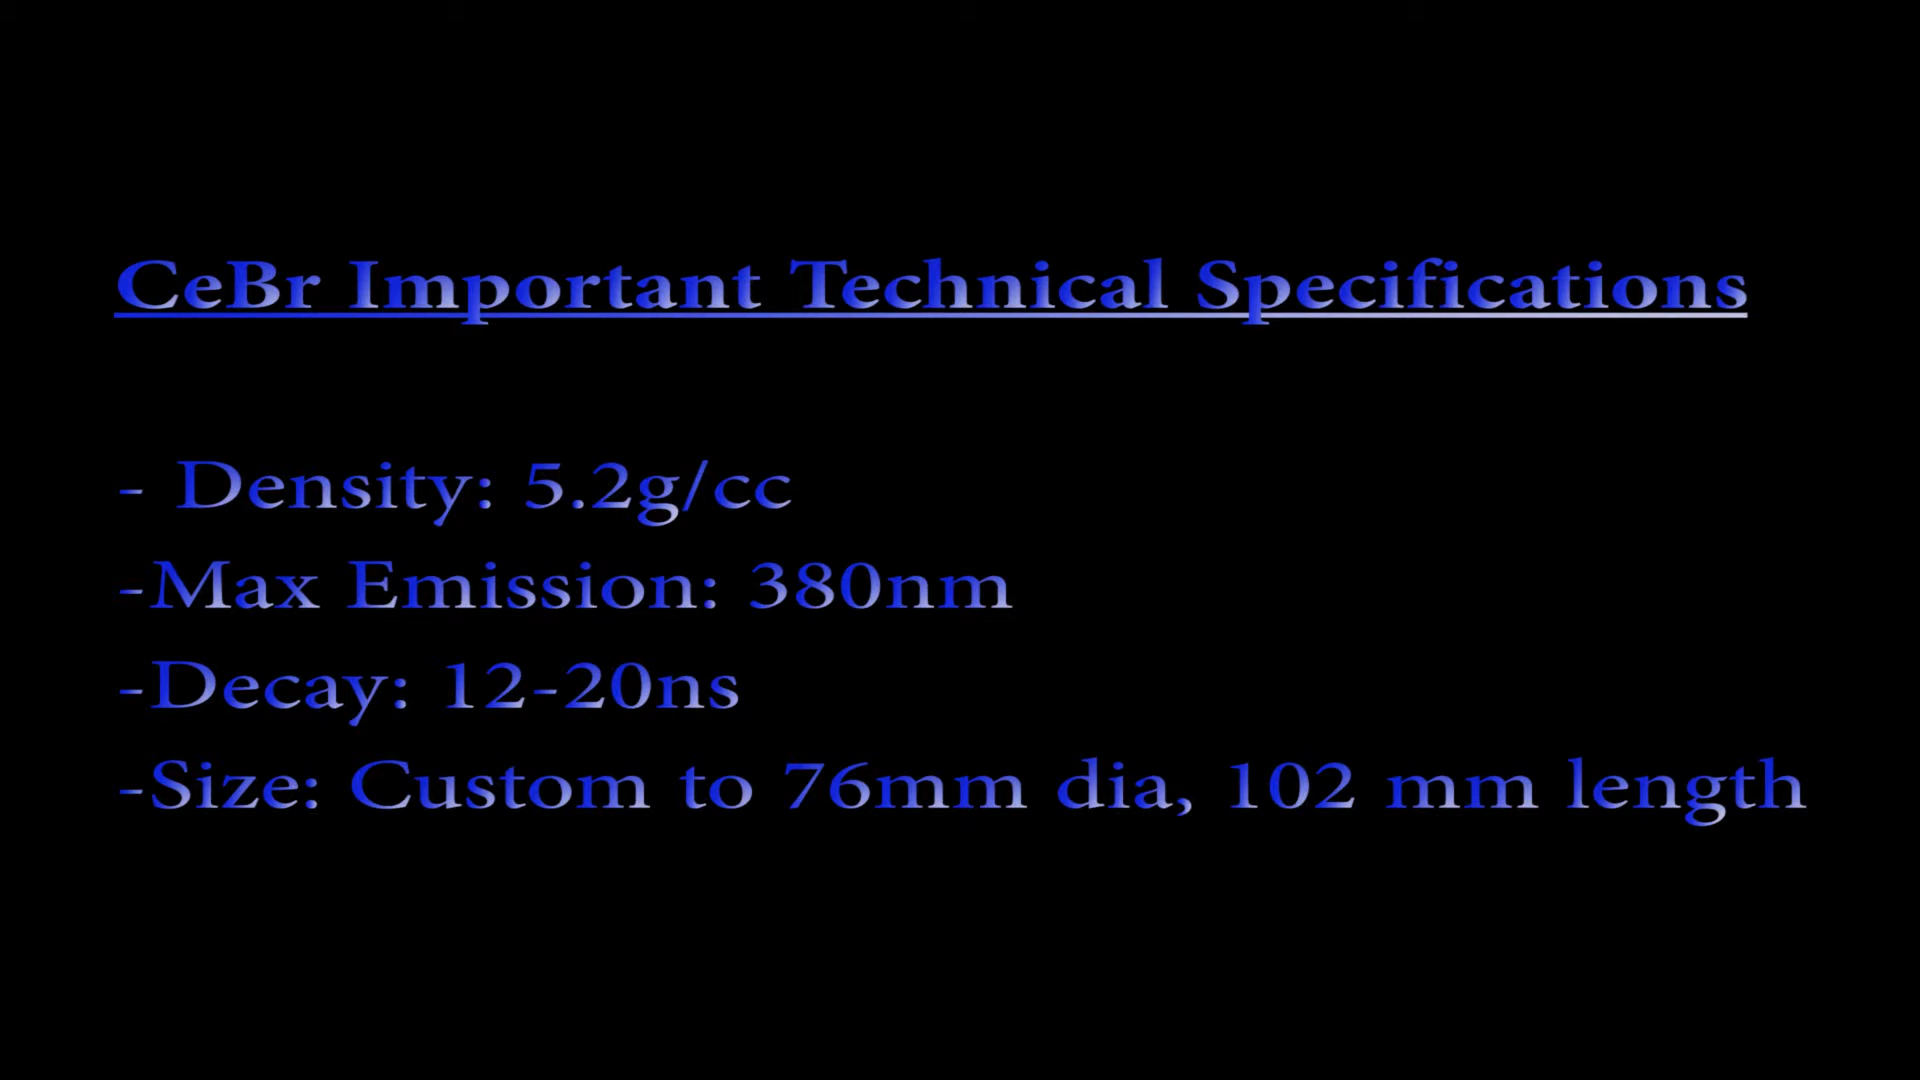 CeBr Important Technical Specifications
- Density: 5.2g/cc
-Max Emission: 380nm
-Decay: 12-20ns
-Size: Custom to 76mm dia, 102 mm length